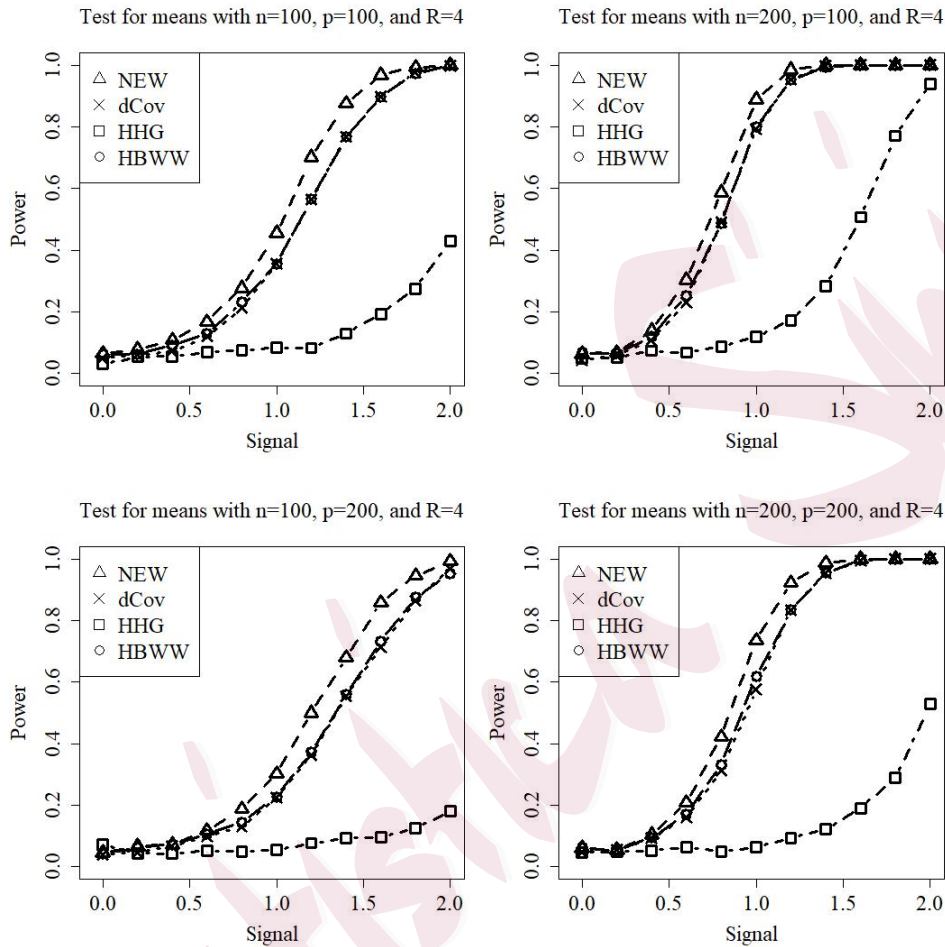 Test for means with n=100, p=100, and R=4
NEW
dCov
HHG
HBWW
Power
0.0 0.2 0.4 0.6 0.8 1.0
0.0 0.5 1.0 1.5 2.0
Signal
Test for means with n=200, p=100, and R=4
NEW
dCov
HHG
HBWW
Power
0.0 0.2 0.4 0.6 0.8 1.0
0.0 0.5 1.0 1.5 2.0
Signal
Test for means with n=100, p=200, and R=4
NEW
dCov
HHG
HBWW
Power
0.0 0.2 0.4 0.6 0.8 1.0
0.0 0.5 1.0 1.5 2.0
Signal
Test for means with n=200, p=200, and R=4
NEW
dCov
HHG
HBWW
Power
0.0 0.2 0.4 0.6 0.8 1.0
0.0 0.5 1.0 1.5 2.0
Signal